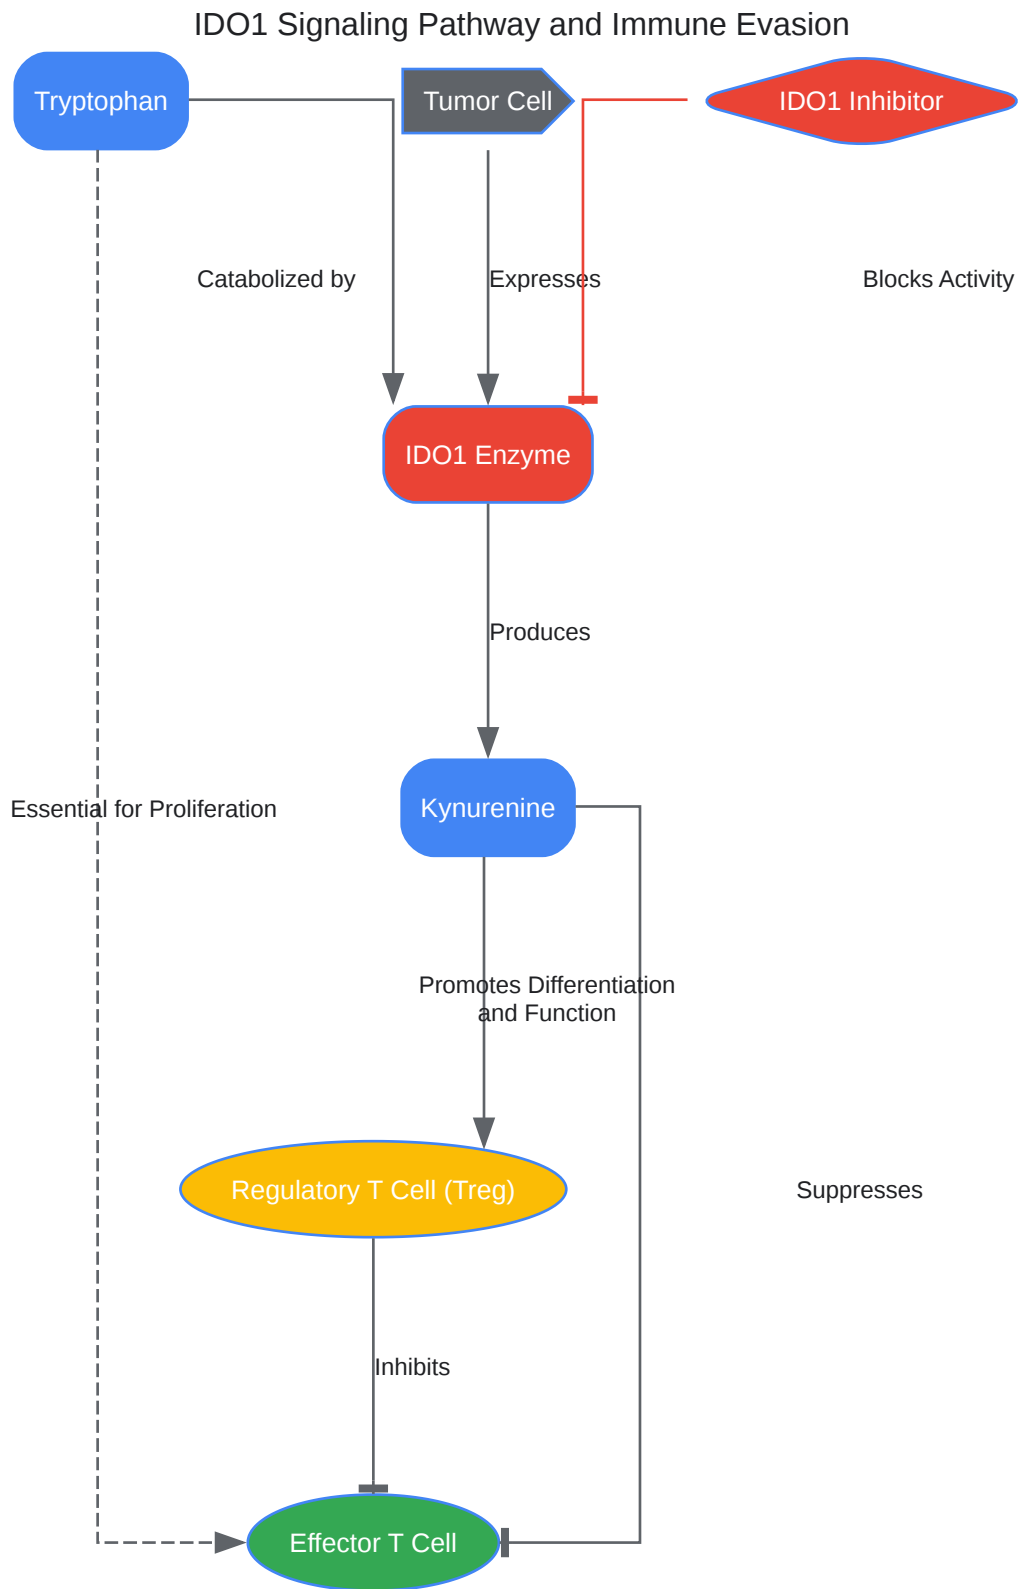 IDO1 Signaling Pathway and Immune Evasion
Tryptophan
Tumor Cell
IDO1 Inhibitor
Catabolized by
Expresses
Blocks Activity
IDO1 Enzyme
Produces
Kynurenine
Essential for Proliferation
Promotes Differentiation
and Function
Regulatory T Cell (Treg)
Suppresses
Inhibits
Effector T Cell